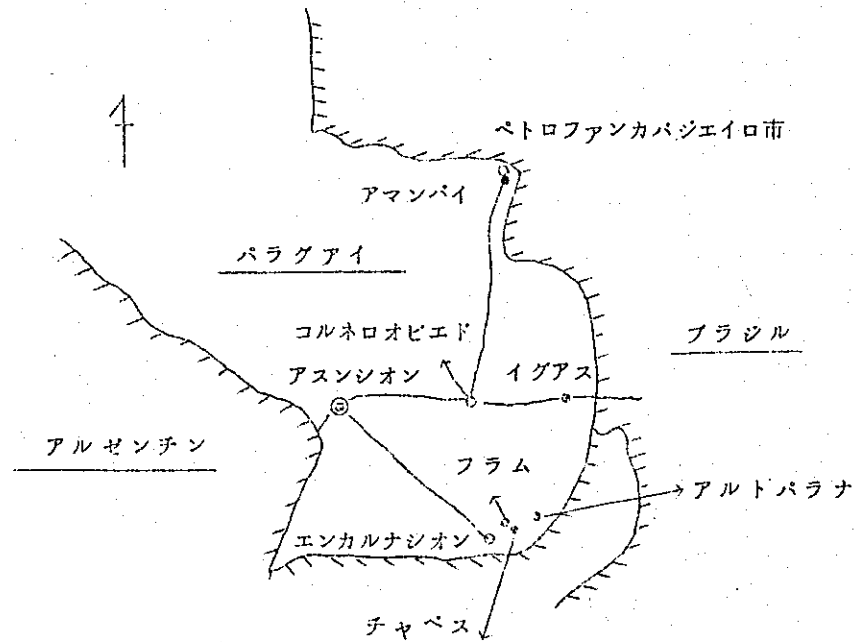 ペトロファンカバジエイロ市
アマンバイ
パラグアイ
コルネロオビエド
ブラジル
アスンシオン
イグアス
アルゼンチン
フラム
アルトパラナ
エンカルナシオン
チャベス